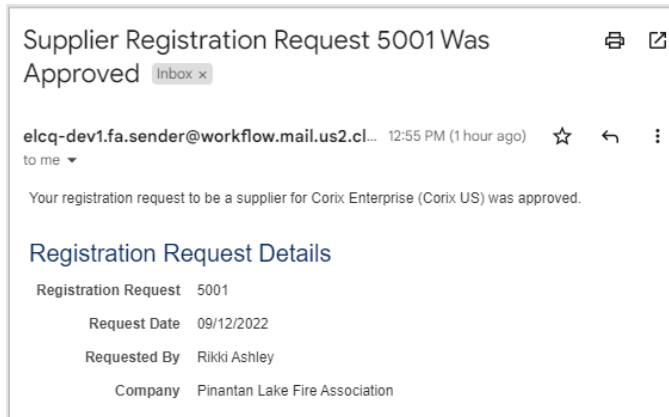 Supplier Registration Request 5001 Was
Approved Inbox x
elcq-dev1.fa.sender@workflow.mail.us2.cl... 12:55 PM (1 hour ago)
to me
Your registration request to be a supplier for Corix Enterprise (Corix US) was approved.
Registration Request Details
Registration Request 5001
Request Date 09/12/2022
Requested By Rikki Ashley
Company Pinantan Lake Fire Association